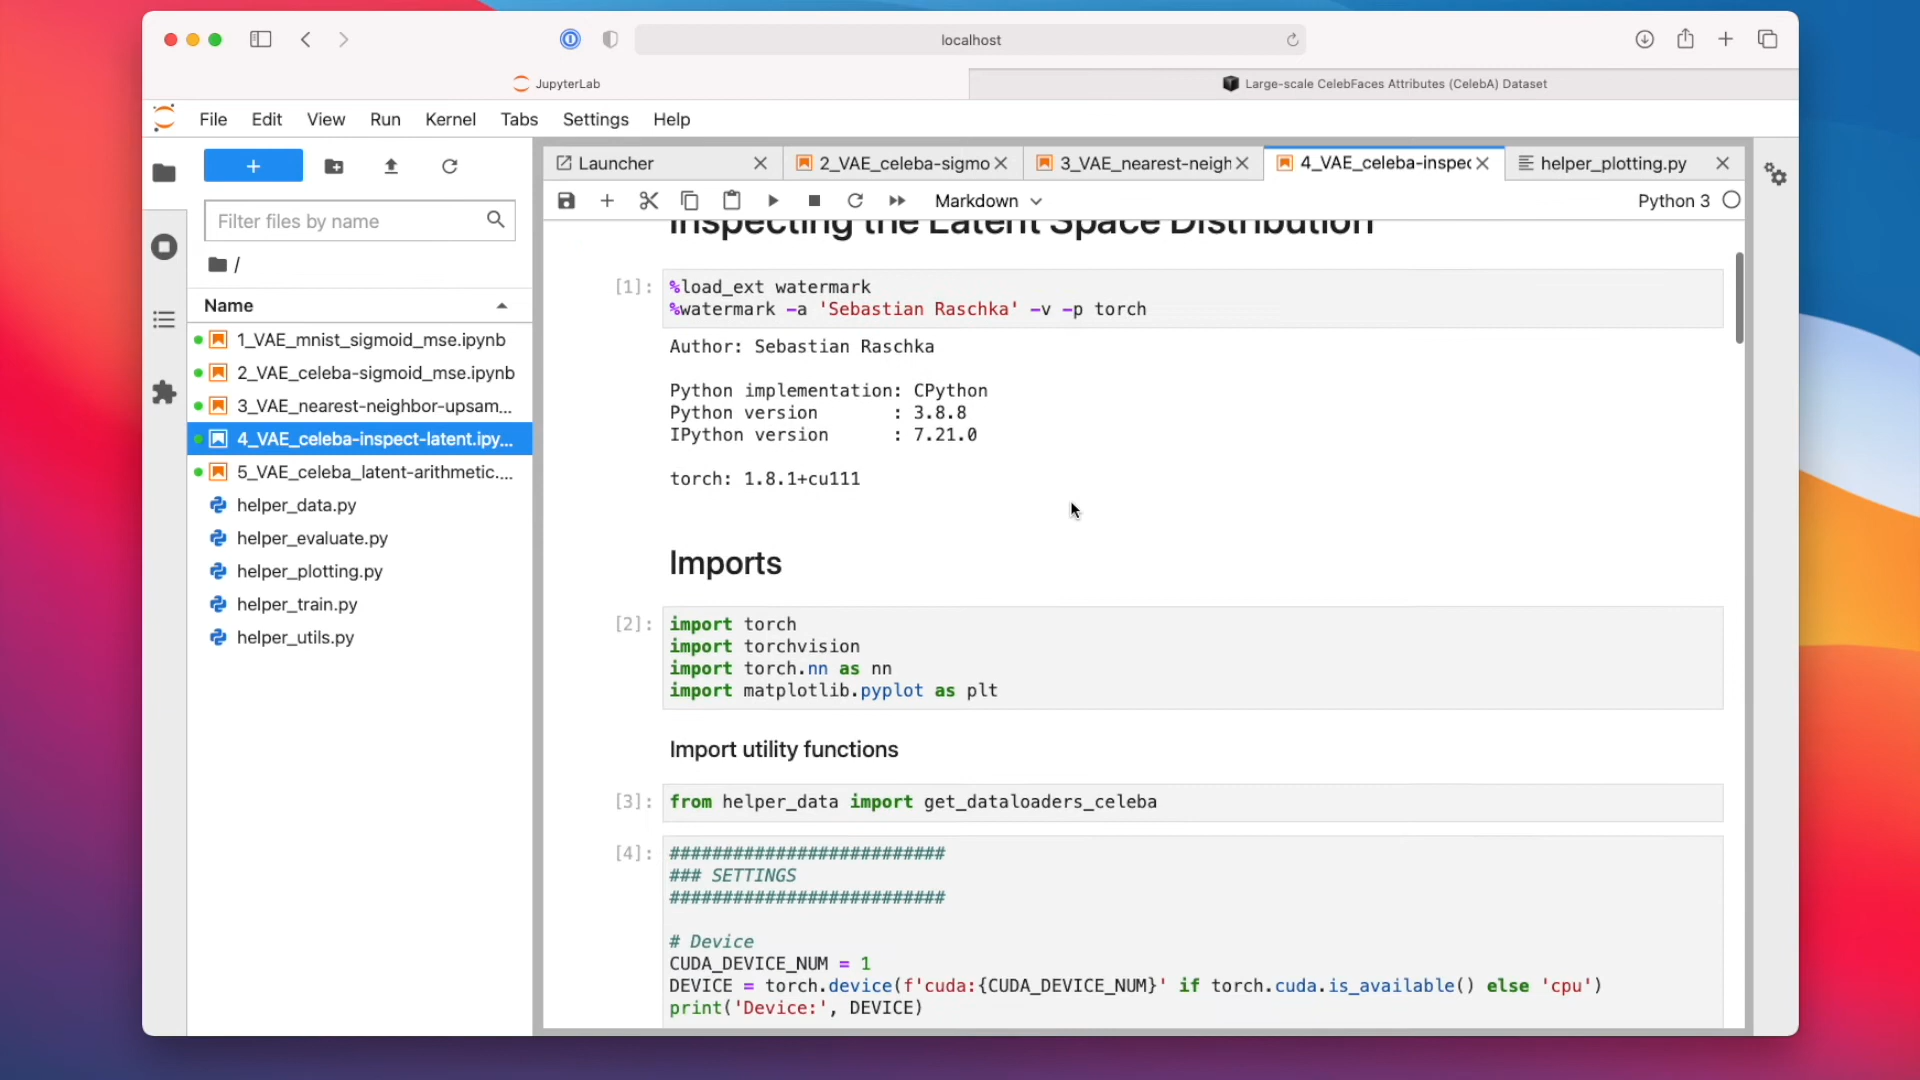 localhost
JupyterLab
Large-scale CelebFaces Attributes (CelebA) Dataset
File Edit View Run Kernel Tabs Settings Help
+
Filter files by name
/
Name
1_VAE_mnist_sigmoid_mse.ipynb
2_VAE_celeba-sigmoid_mse.ipynb
3_VAE_nearest-neighbor-upsam...
4_VAE_celeba-inspect-latent.ipy...
5_VAE_celeba_latent-arithmetic....
helper_data.py
helper_evaluate.py
helper_plotting.py
helper_train.py
helper_utils.py
Launcher
2_VAE_celeba-sigmo
3_VAE_nearest-neigh
4_VAE_celeba-inspec
helper_plotting.py
Markdown
Python 3
Inspecting the Latent Space Distribution
[1]: %load_ext watermark
%watermark -a 'Sebastian Raschka' -v -p torch
Author: Sebastian Raschka
Python implementation: CPython
Python version : 3.8.8
IPython version : 7.21.0
torch: 1.8.1+cu111
Imports
[2]: import torch
import torchvision
import torch.nn as nn
import matplotlib.pyplot as plt
Import utility functions
[3]: from helper_data import get_dataloaders_celeba
[4]: ##########################
### SETTINGS
##########################
# Device
CUDA_DEVICE_NUM = 1
DEVICE = torch.device(f'cuda:{CUDA_DEVICE_NUM}' if torch.cuda.is_available() else 'cpu')
print('Device:', DEVICE)